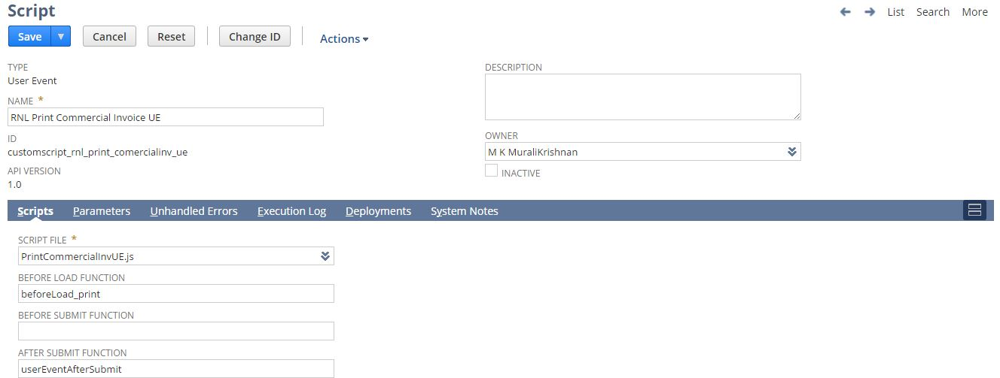 Script
List Search More
Save Cancel Reset Change ID Actions
TYPE
User Event
NAME *
RNL Print Commercial Invoice UE
ID
customscript_rnl_print_comercialinv_ue
API VERSION
1.0
DESCRIPTION
OWNER
M K MuraliKrishnan
INACTIVE
Scripts Parameters Unhandled Errors Execution Log Deployments System Notes
SCRIPT FILE *
PrintCommercialInvUE.js
BEFORE LOAD FUNCTION
beforeLoad_print
BEFORE SUBMIT FUNCTION
AFTER SUBMIT FUNCTION
userEventAfterSubmit